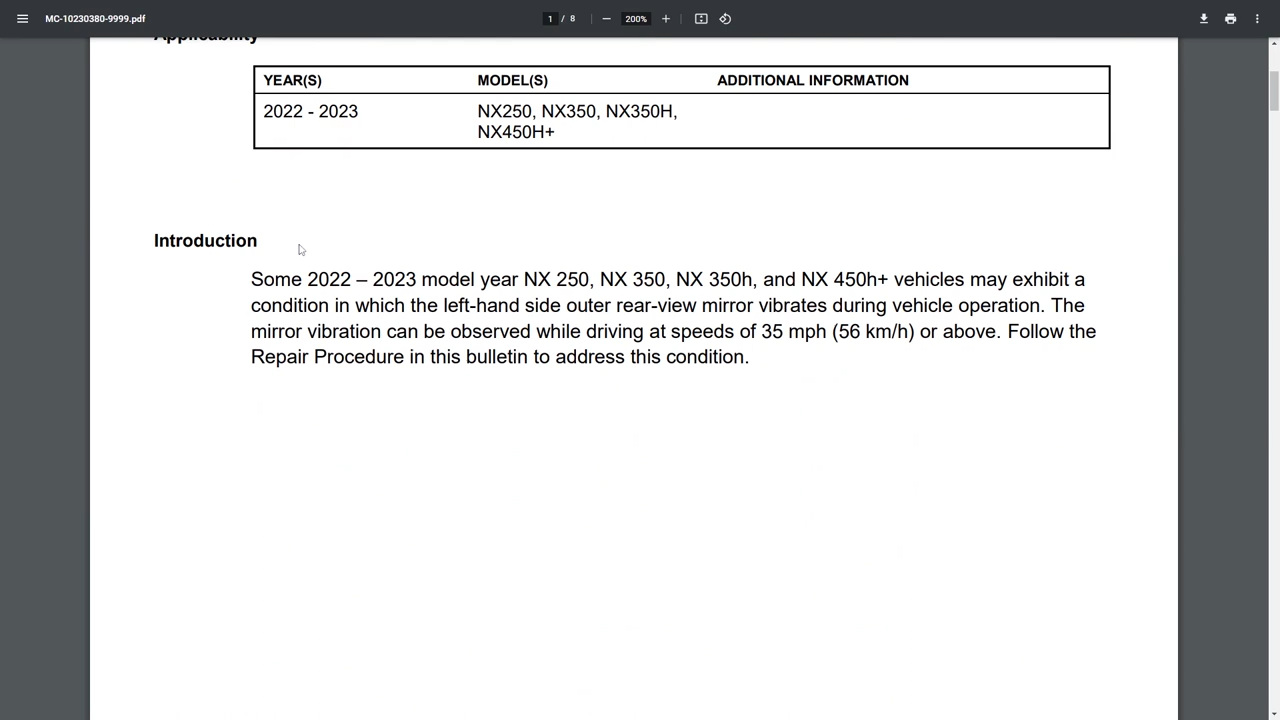 MC-10230380-9999.pdf
1 / 8
200%
Applicability
YEAR(S) MODEL(S) ADDITIONAL INFORMATION
2022 - 2023 NX250, NX350, NX350H,
NX450H+
Introduction
Some 2022 – 2023 model year NX 250, NX 350, NX 350h, and NX 450h+ vehicles may exhibit a
condition in which the left-hand side outer rear-view mirror vibrates during vehicle operation. The
mirror vibration can be observed while driving at speeds of 35 mph (56 km/h) or above. Follow the
Repair Procedure in this bulletin to address this condition.